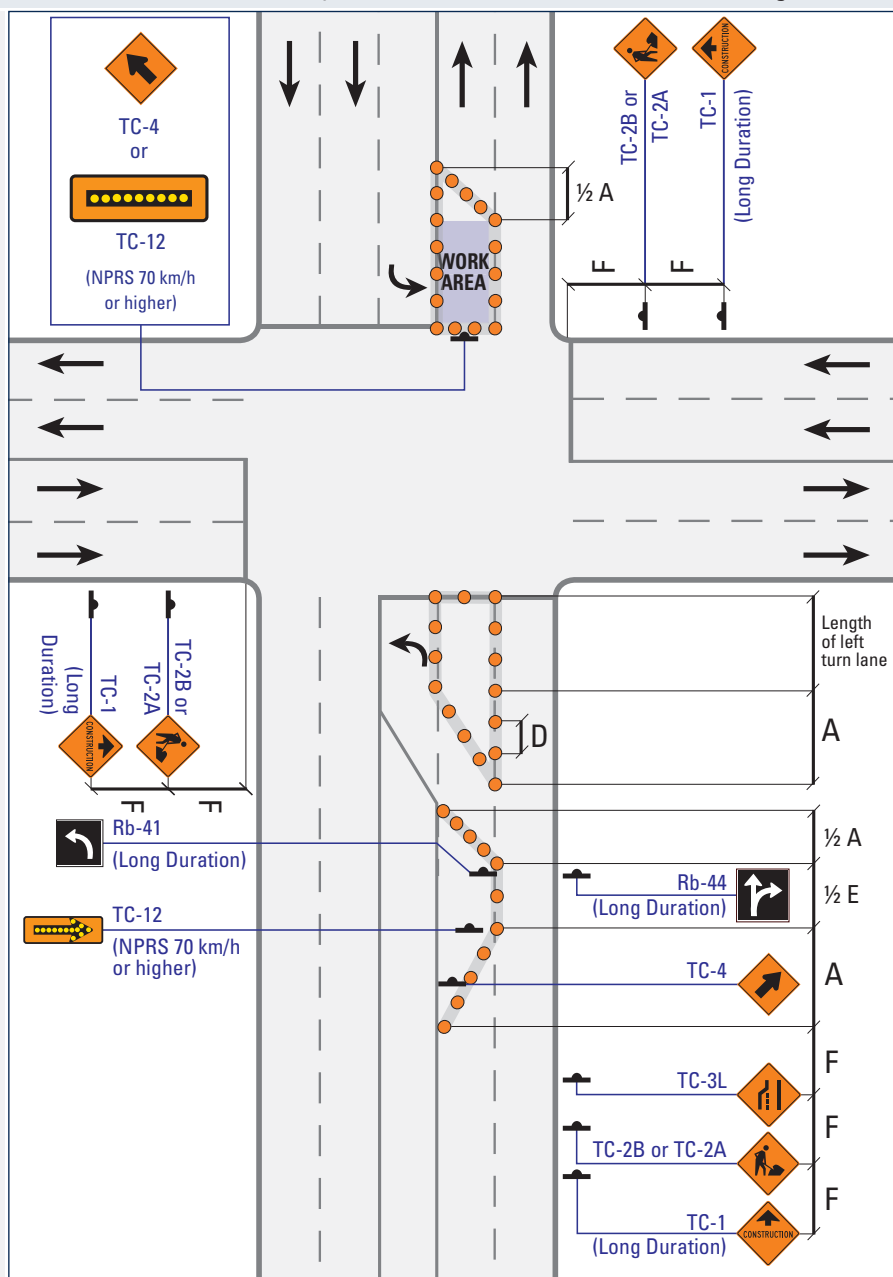 TC-4
or
TC-12
(NPRS 70 km/h
or higher)
TC-2B or
TC-2A
CONSTRUCTION
TC-1
(Long Duration)
½ A
F
F
WORK
AREA
Length
of left
turn lane
A
D
TC-2B or
TC-2A
TC-1
(Long
Duration)
CONSTRUCTION
F
F
Rb-41
(Long Duration)
½ A
Rb-44
(Long Duration)
½ E
TC-12
(NPRS 70 km/h
or higher)
TC-4
A
F
TC-3L
F
TC-2B or TC-2A
F
TC-1
(Long Duration)
CONSTRUCTION